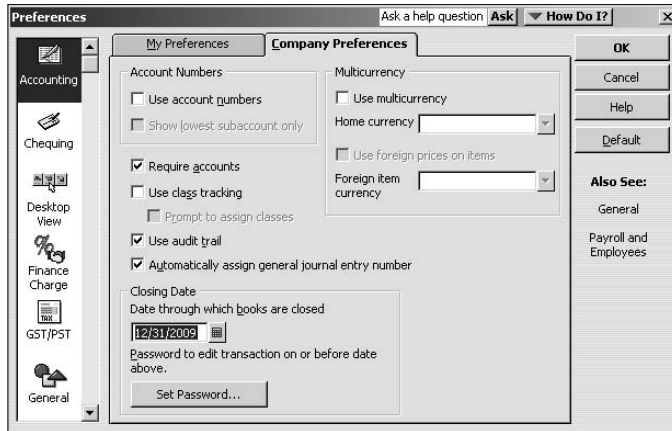 Preferences
Ask a help question Ask How Do I? X
Accounting
Chequing
Desktop
View
Finance
Charge
TAX
GST/PST
General
My Preferences
Company Preferences
Account Numbers
Use account numbers
Show lowest subaccount only
Require accounts
Use class tracking
Prompt to assign classes
Use audit trail
Automatically assign general journal entry number
Closing Date
Date through which books are closed
12/31/2009
Password to edit transaction on or before date
above.
Set Password...
Multicurrency
Use multicurrency
Home currency
Use foreign prices on items
Foreign item
currency
OK
Cancel
Help
Default
Also See:
General
Payroll and
Employees